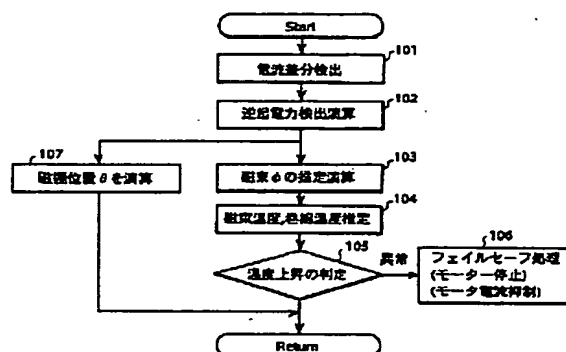 Start
101
電流差分検出
102
逆起電力検出演算
107
磁極位置θを演算
103
磁束φの推定演算
104
磁束温度,巻線温度推定
105
温度上昇の判定
異常
106
フェイルセーフ処理
(モーター停止)
(モータ電流抑制)
Return